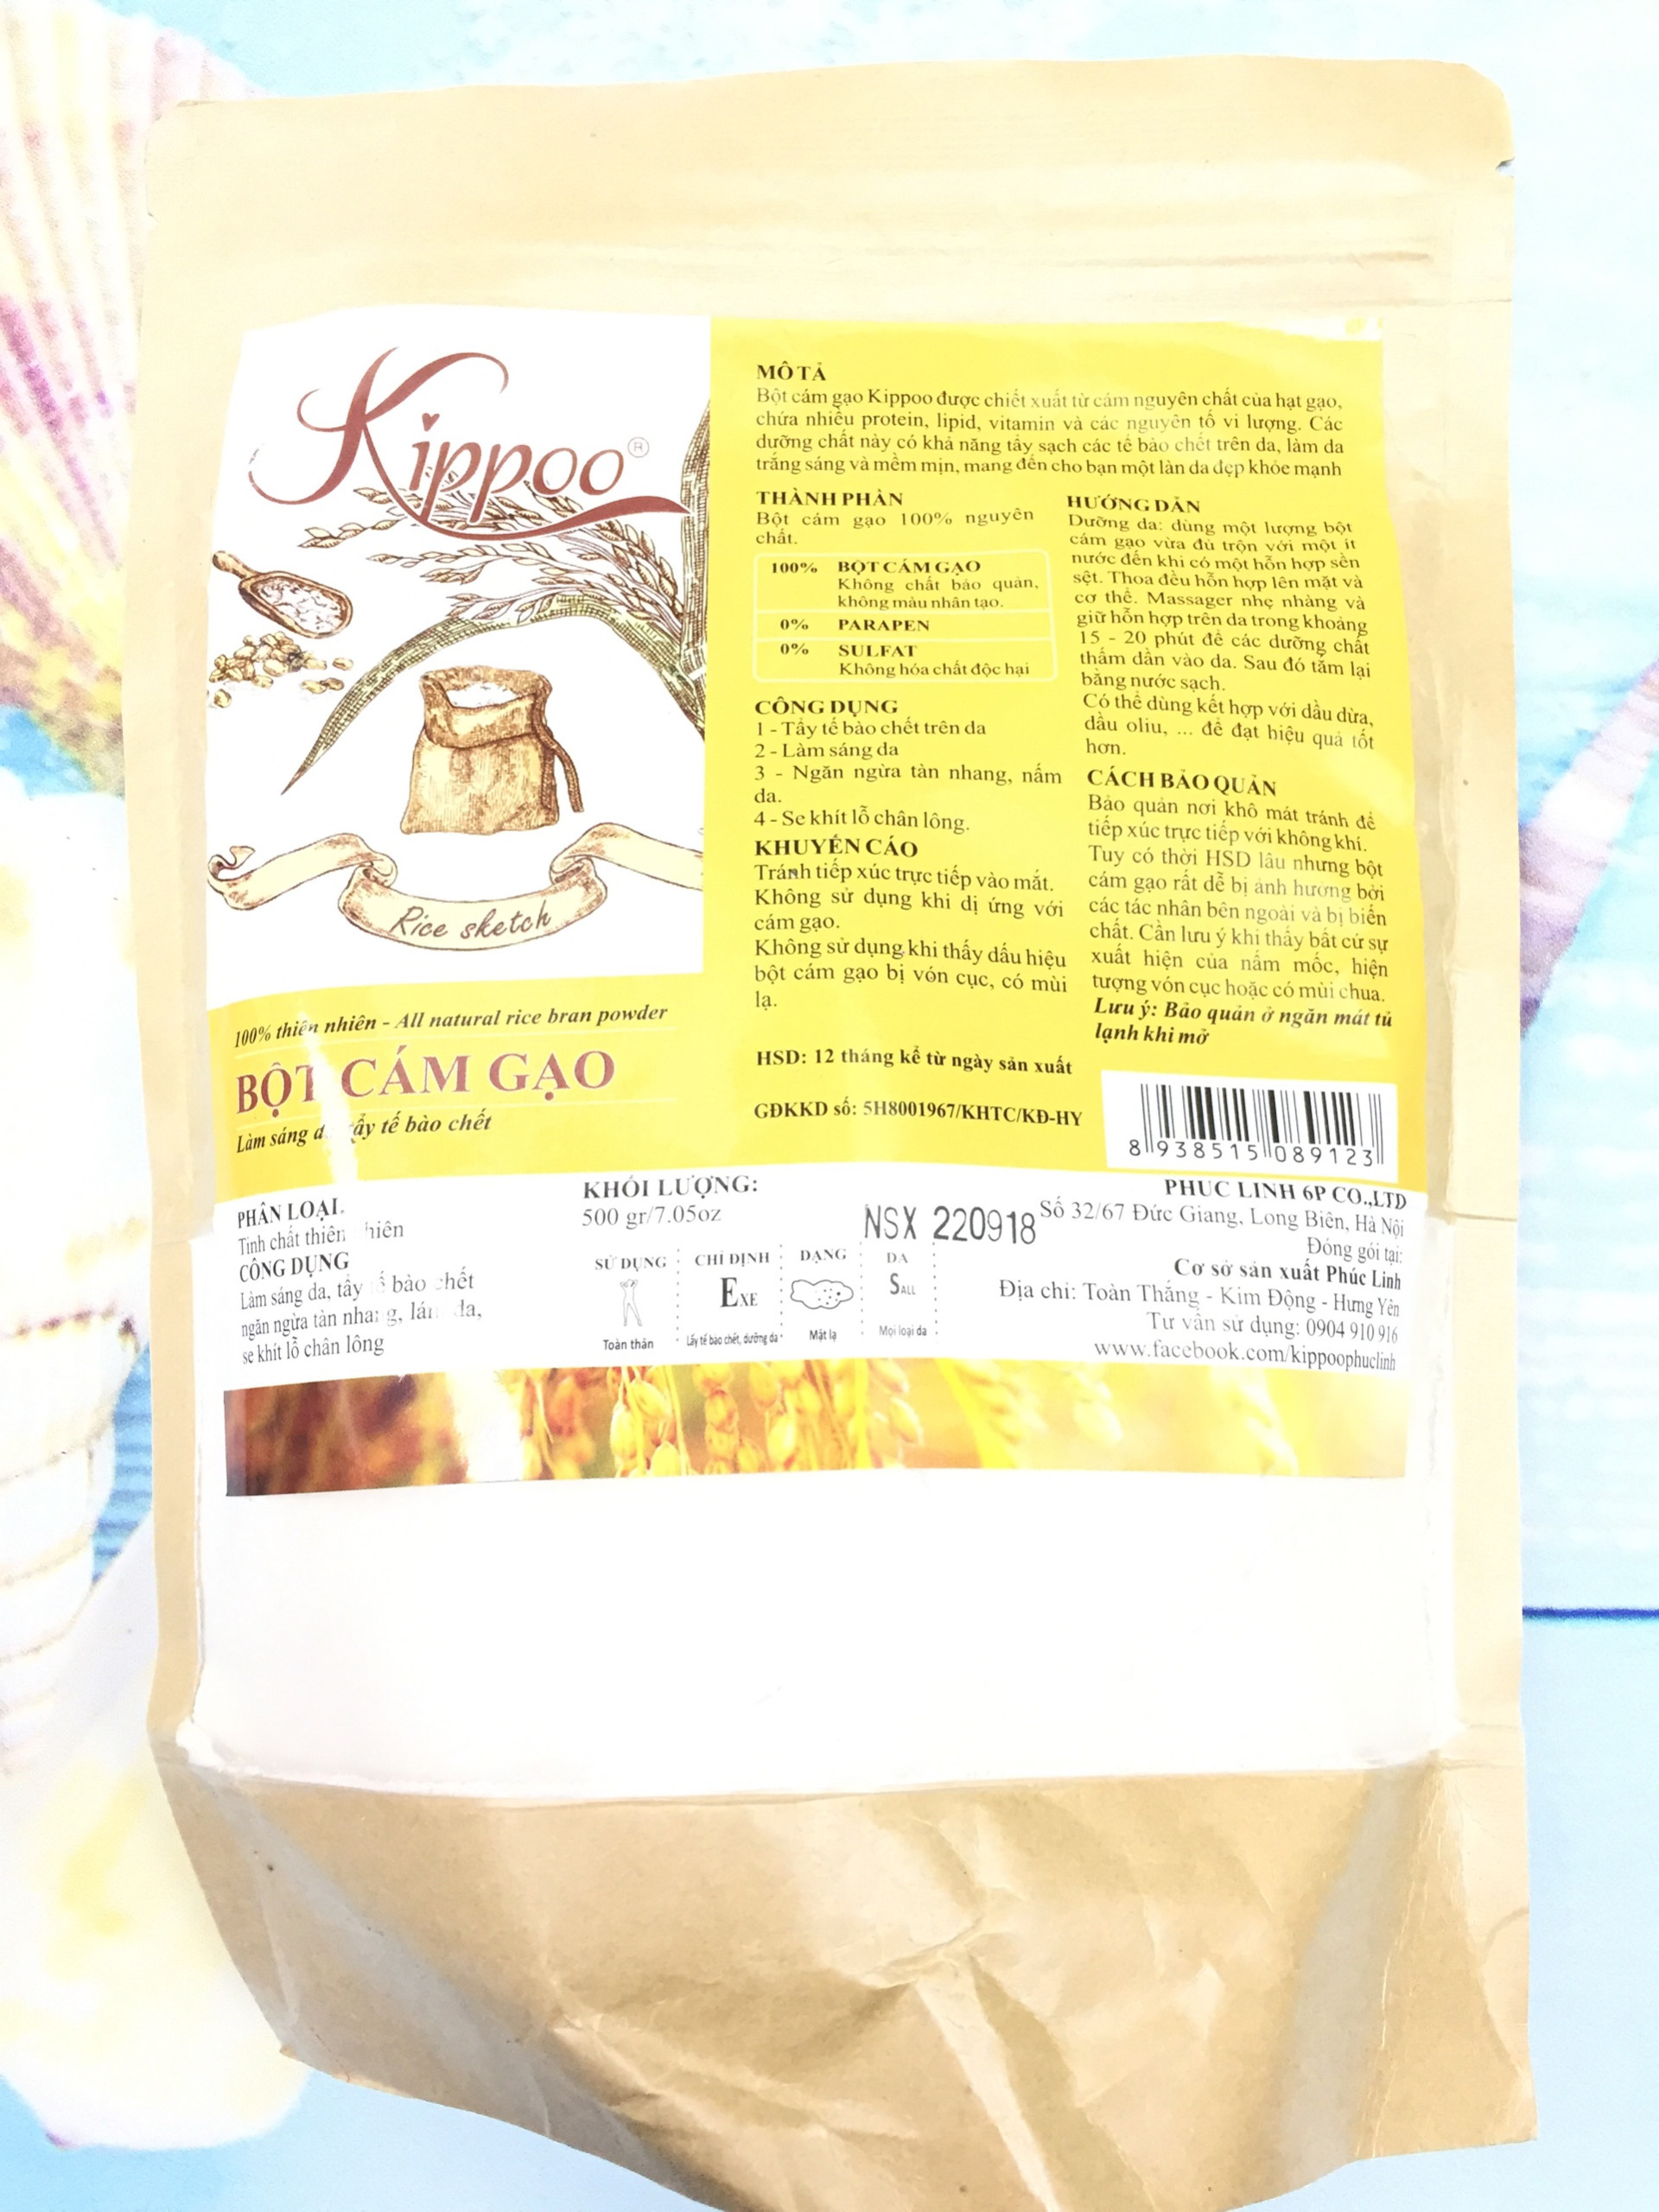 Kippoo®
Rice sketch
100% thiên nhiên - All natural rice bran powder
BỘT CÁM GẠO
Làm sáng tẩy tế bào chết
MÔ TẢ
Bột cám gạo Kippoo được chiết xuất từ cám nguyên chất của hạt gạo,
chứa nhiều protein, lipid, vitamin và các nguyên tố vi lượng. Các
dưỡng chất này có khả năng tẩy sạch các tế bào chết trên da, làm da
trắng sáng và mềm mịn, mang đến cho bạn một làn da đẹp khỏe mạnh
THÀNH PHẦN
Bột cám gạo 100% nguyên
chất.
100% BỘT CÁM GẠO
Không chất bảo quản,
không màu nhân tạo.
0% PARAPEN
0% SULFAT
Không hóa chất độc hại
CÔNG DỤNG
1 - Tẩy tế bào chết trên da
2 - Làm sáng da
3 - Ngăn ngừa tàn nhang, nấm
da.
4 - Se khít lỗ chân lông.
KHUYẾN CÁO
Tránh tiếp xúc trực tiếp vào mắt.
Không sử dụng khi dị ứng với
cám gạo.
Không sử dụng khi thấy dấu hiệu
bột cám gạo bị vón cục, có mùi
lạ.
HSD: 12 tháng kể từ ngày sản xuất
GĐKKD số: 5H8001967/KHTC/KĐ-HY
HƯỚNG DẪN
Dưỡng da: dùng một lượng bột
cám gạo vừa đủ trộn với một ít
nước đến khi có một hỗn hợp sền
sệt. Thoa đều hỗn hợp lên mặt và
cơ thể. Massager nhẹ nhàng và
giữ hỗn hợp trên da trong khoảng
15 - 20 phút để các dưỡng chất
thấm dần vào da. Sau đó tắm lại
bằng nước sạch.
Có thể dùng kết hợp với dầu dừa,
dầu oliu, ... để đạt hiệu quả tốt
hơn.
CÁCH BẢO QUẢN
Bảo quản nơi khô mát tránh để
tiếp xúc trực tiếp với không khí.
Tuy có thời HSD lâu nhưng bột
cám gạo rất dễ bị ảnh hưởng bởi
các tác nhân bên ngoài và bị biến
chất. Cần lưu ý khi thấy bất cứ sự
xuất hiện của nấm mốc, hiện
tượng vón cục hoặc có mùi chua.
Lưu ý: Bảo quản ở ngăn mát tủ
lạnh khi mở
8 938515 089123
PHÂN LOẠI.
Tinh chất thiên nhiên
CÔNG DỤNG
Làm sáng da, tẩy tế bào chết
ngăn ngừa tàn nhang, da,
se khít lỗ chân lông
KHỐI LƯỢNG:
500 gr/7.05oz
NSX 220918
SỬ DỤNG
Toàn thân
CHỈ ĐỊNH
EXE
Lấy tế bào chết, dưỡng da
DẠNG
Mặt lạ
DA
SALL
Mọi loại da
PHUC LINH 6P CO.,LTD
Số 32/67 Đức Giang, Long Biên, Hà Nội
Đóng gói tại:
Cơ sở sản xuất Phúc Linh
Địa chỉ: Toàn Thắng - Kim Động - Hưng Yên
Tư vấn sử dụng: 0904 910 916
www.facebook.com/kippoophuclinh